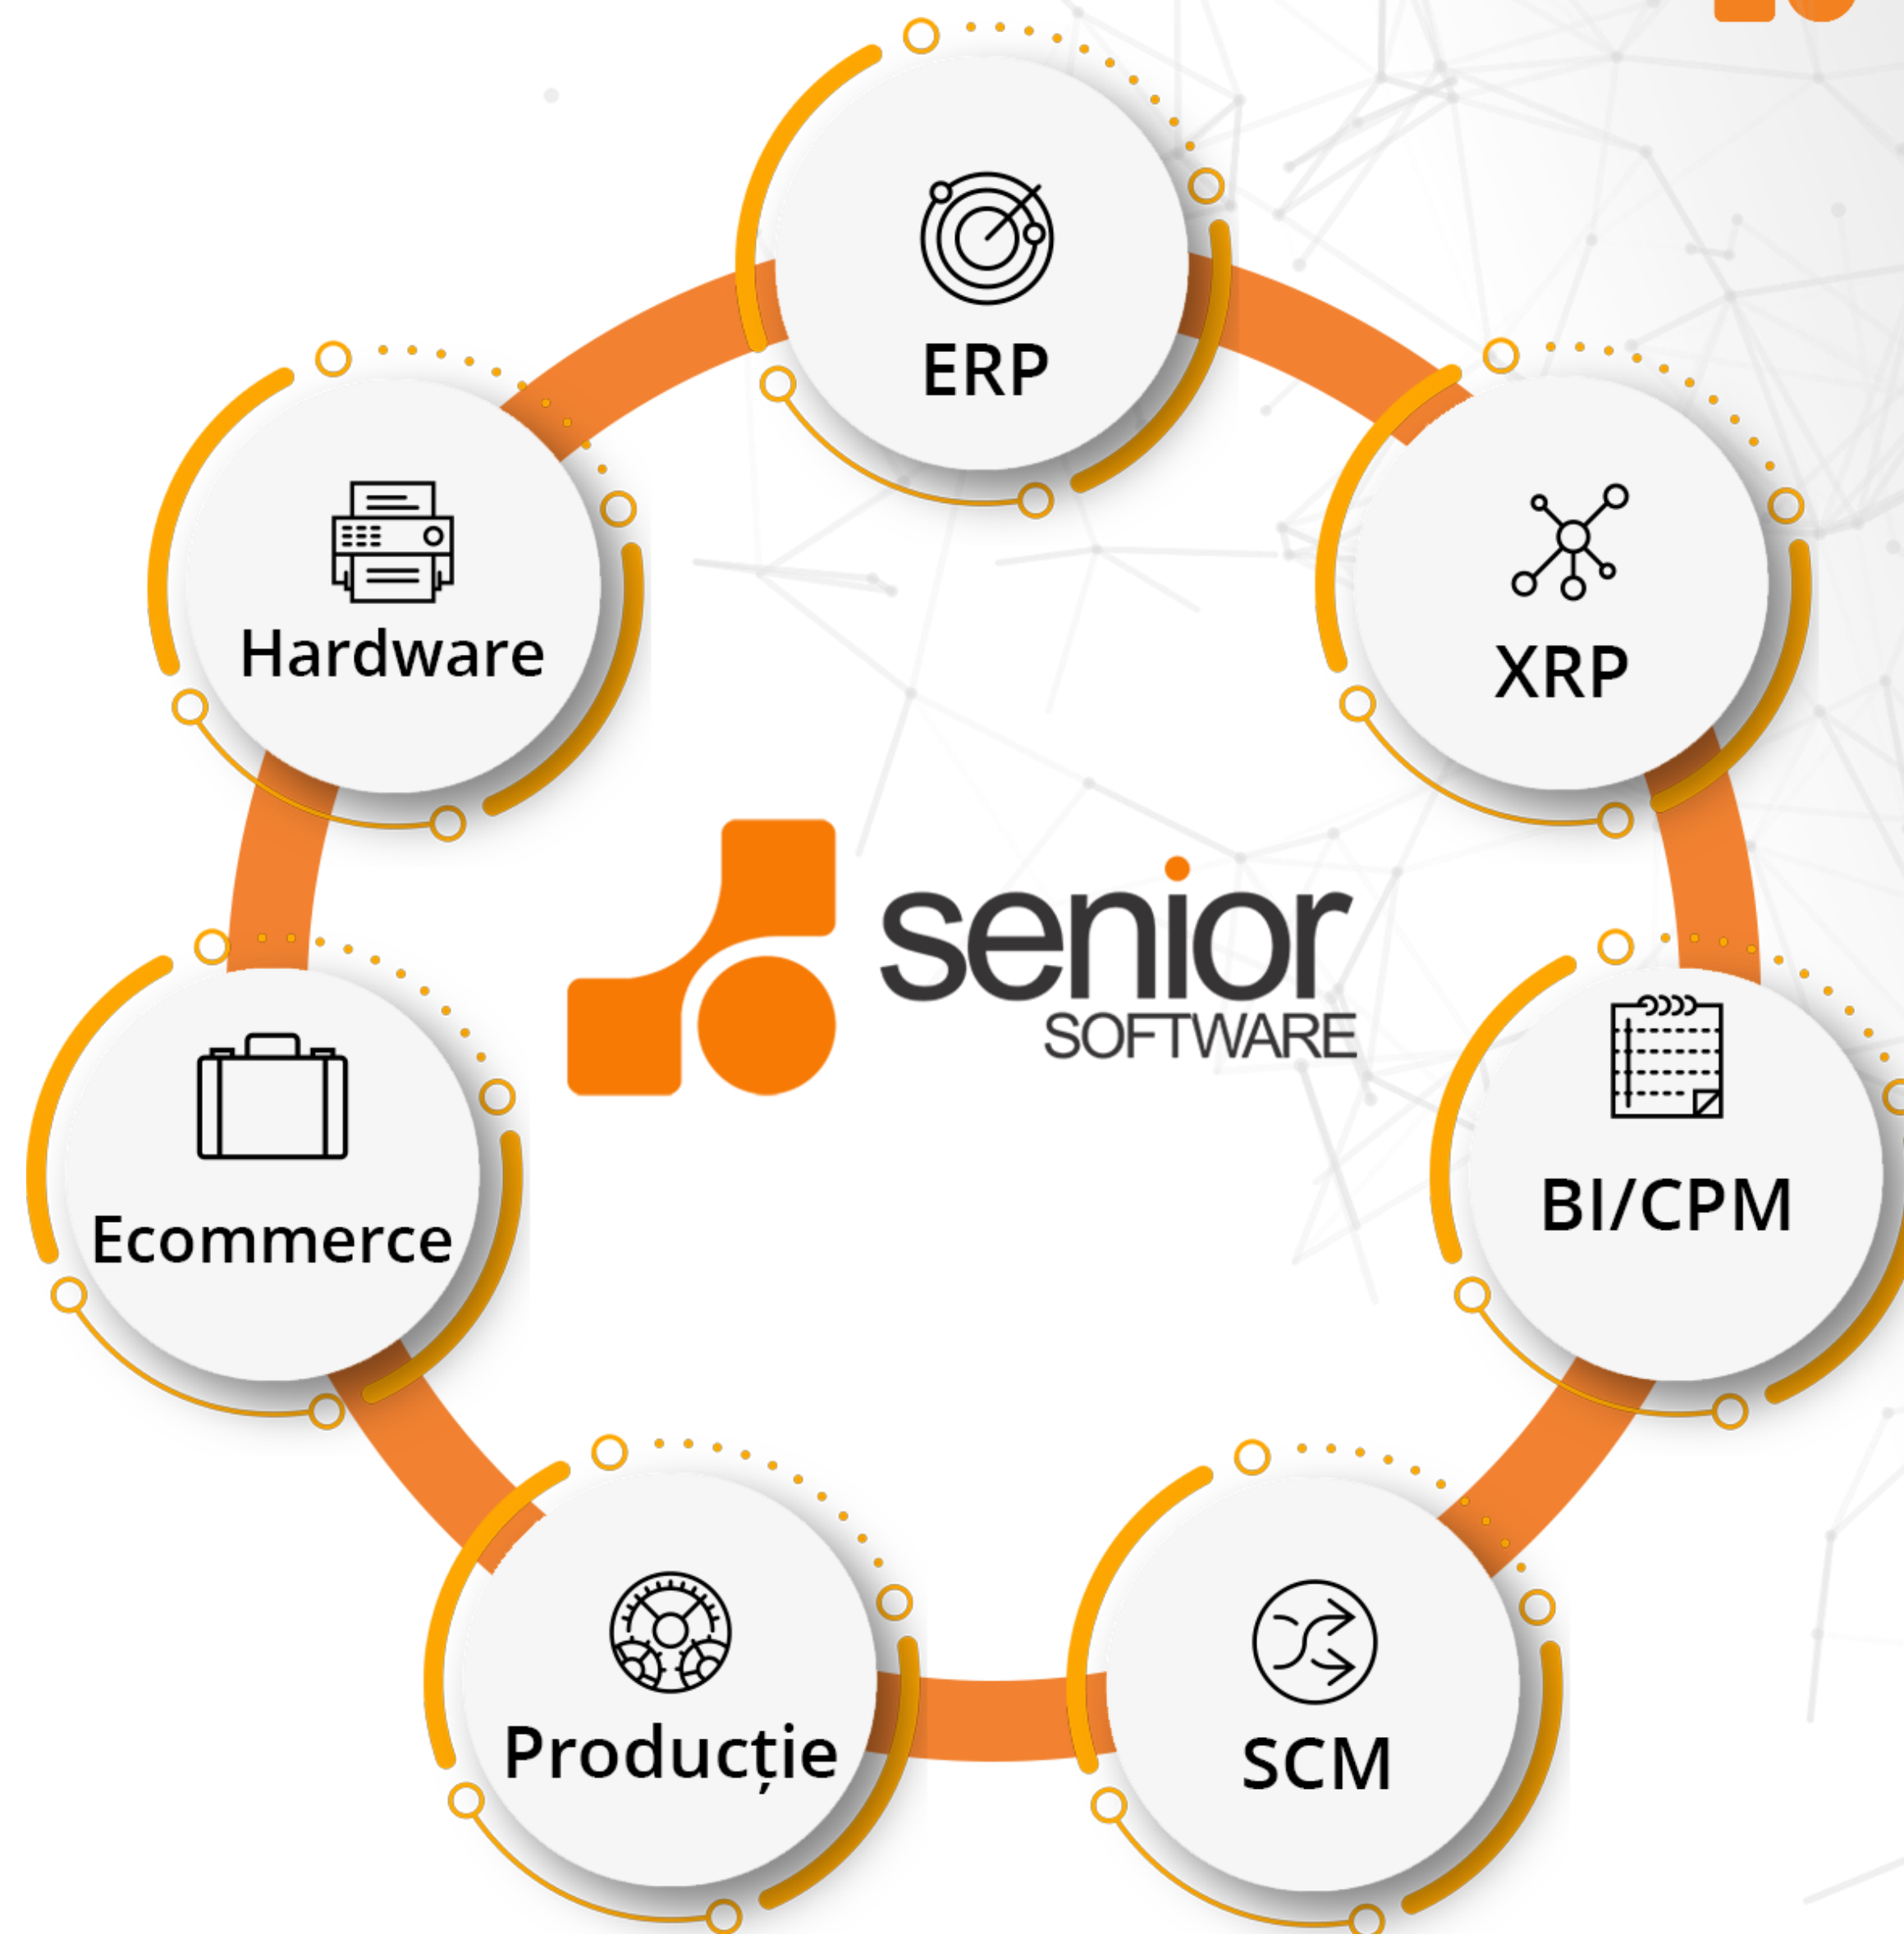 ERP
Hardware
XRP
senior
SOFTWARE
Ecommerce
BI/CPM
Producție
SCM